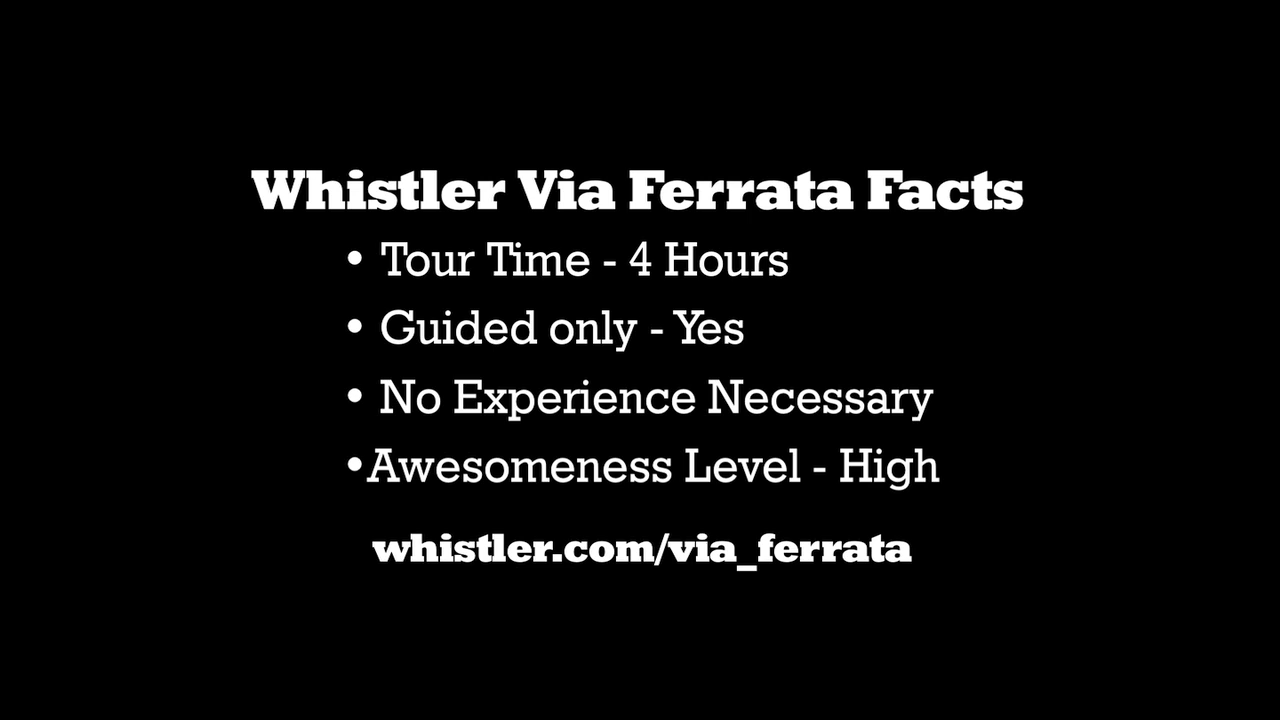 Whistler Via Ferrata Facts
• Tour Time - 4 Hours
• Guided only - Yes
• No Experience Necessary
•Awesomeness Level - High
whistler.com/via_ferrata